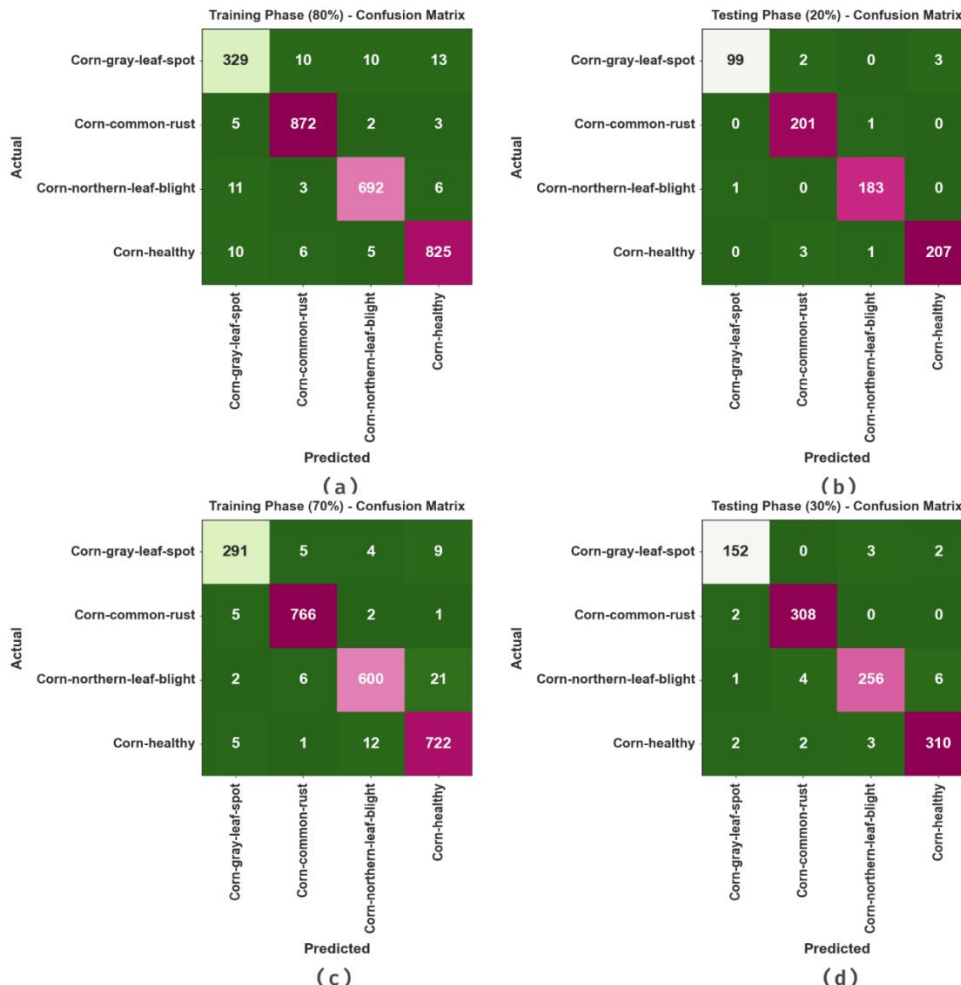 Training Phase (80%) - Confusion Matrix
Actual
Corn-gray-leaf-spot 329 10 10 13
Corn-common-rust 5 872 2 3
Corn-northern-leaf-blight 11 3 692 6
Corn-healthy 10 6 5 825
Corn-gray-leaf-spot
Corn-common-rust
Corn-northern-leaf-blight
Corn-healthy
Predicted
(a)
Testing Phase (20%) - Confusion Matrix
Actual
Corn-gray-leaf-spot 99 2 0 3
Corn-common-rust 0 201 1 0
Corn-northern-leaf-blight 1 0 183 0
Corn-healthy 0 3 1 207
Corn-gray-leaf-spot
Corn-common-rust
Corn-northern-leaf-blight
Corn-healthy
Predicted
(b)
Training Phase (70%) - Confusion Matrix
Actual
Corn-gray-leaf-spot 291 5 4 9
Corn-common-rust 5 766 2 1
Corn-northern-leaf-blight 2 6 600 21
Corn-healthy 5 1 12 722
Corn-gray-leaf-spot
Corn-common-rust
Corn-northern-leaf-blight
Corn-healthy
Predicted
(c)
Testing Phase (30%) - Confusion Matrix
Actual
Corn-gray-leaf-spot 152 0 3 2
Corn-common-rust 2 308 0 0
Corn-northern-leaf-blight 1 4 256 6
Corn-healthy 2 2 3 310
Corn-gray-leaf-spot
Corn-common-rust
Corn-northern-leaf-blight
Corn-healthy
Predicted
(d)